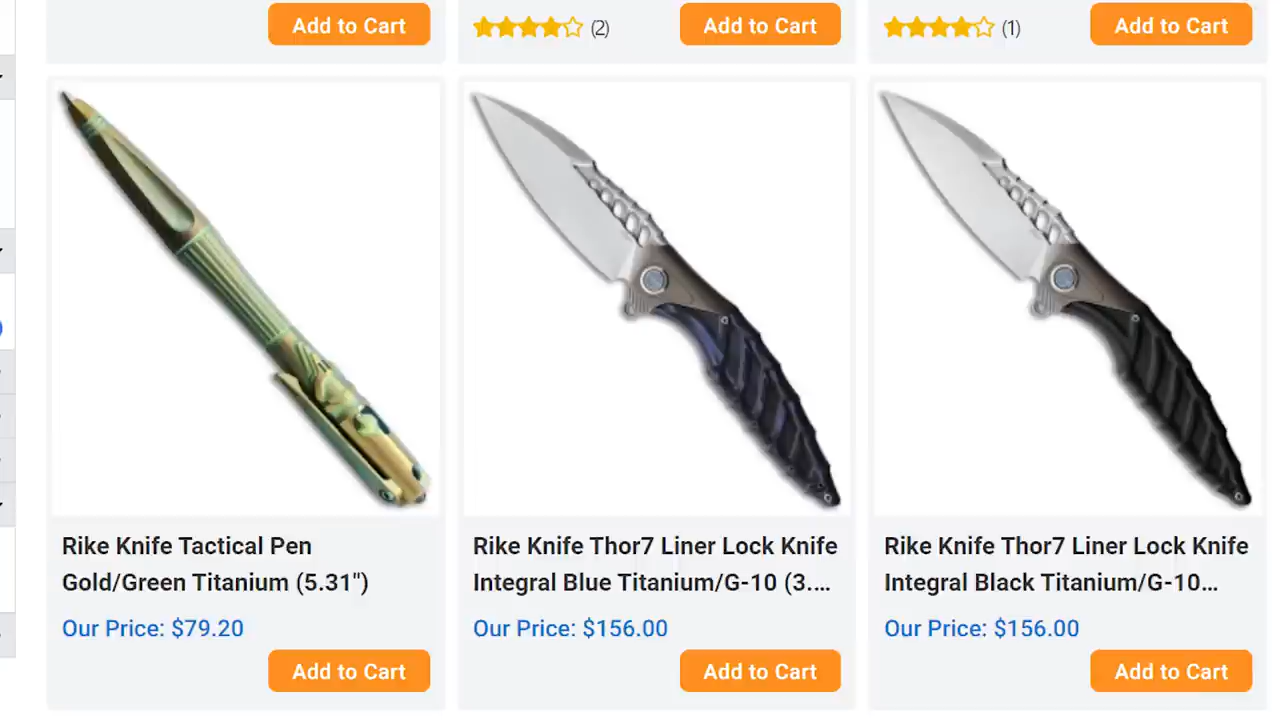 Add to Cart
(2) Add to Cart
(1) Add to Cart
Rike Knife Tactical Pen
Gold/Green Titanium (5.31")
Our Price: $79.20
Add to Cart
Rike Knife Thor7 Liner Lock Knife
Integral Blue Titanium/G-10 (3....
Our Price: $156.00
Add to Cart
Rike Knife Thor7 Liner Lock Knife
Integral Black Titanium/G-10...
Our Price: $156.00
Add to Cart